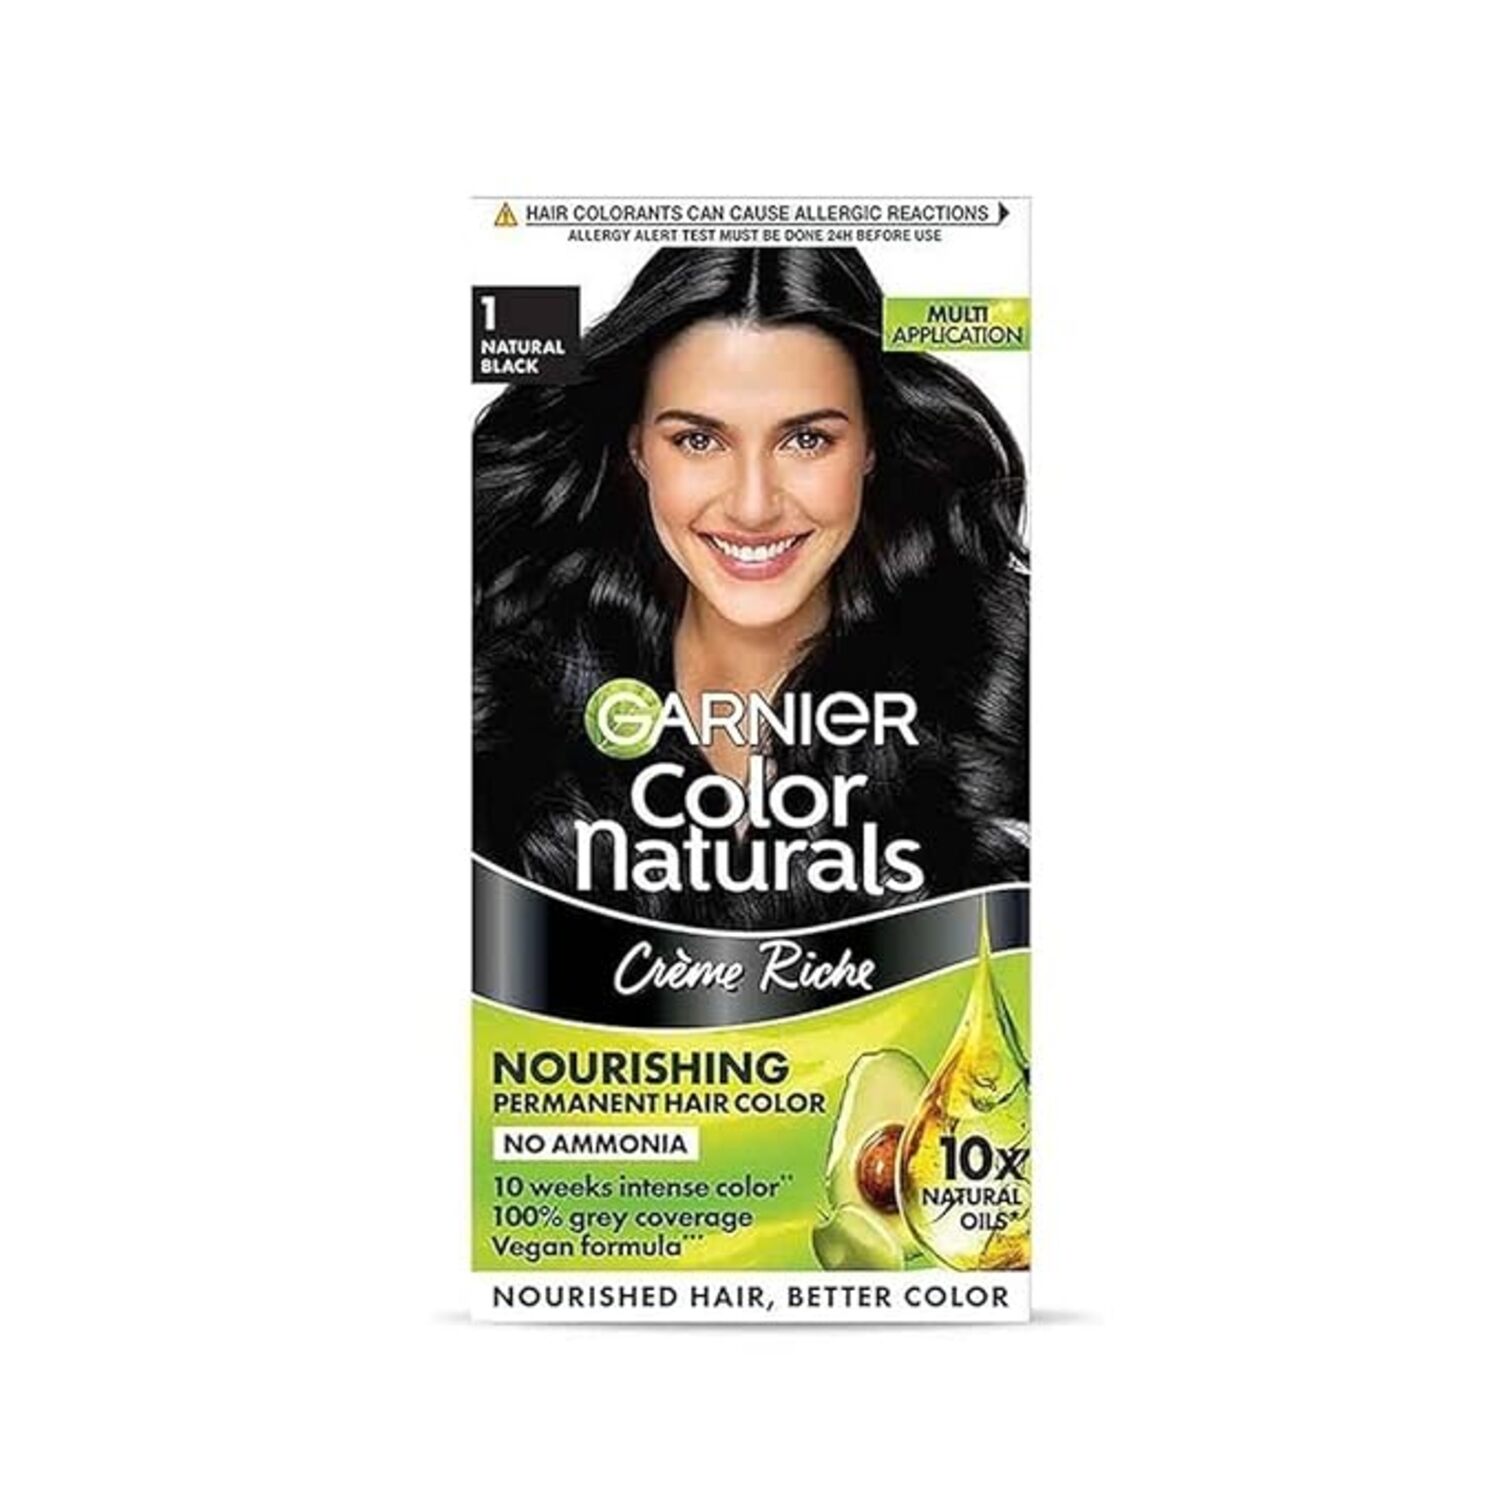 HAIR COLORANTS CAN CAUSE ALLERGIC REACTIONS
ALLERGY ALERT TEST MUST BE DONE 24H BEFORE USE
1
NATURAL
BLACK
MULTI
APPLICATION
GARNIER
Color
Naturals
Crème Riche
NOURISHING
PERMANENT HAIR COLOR
NO AMMONIA
10 weeks intense color**
100% grey coverage
Vegan formula***
10x
NATURAL
OILS*
NOURISHED HAIR, BETTER COLOR